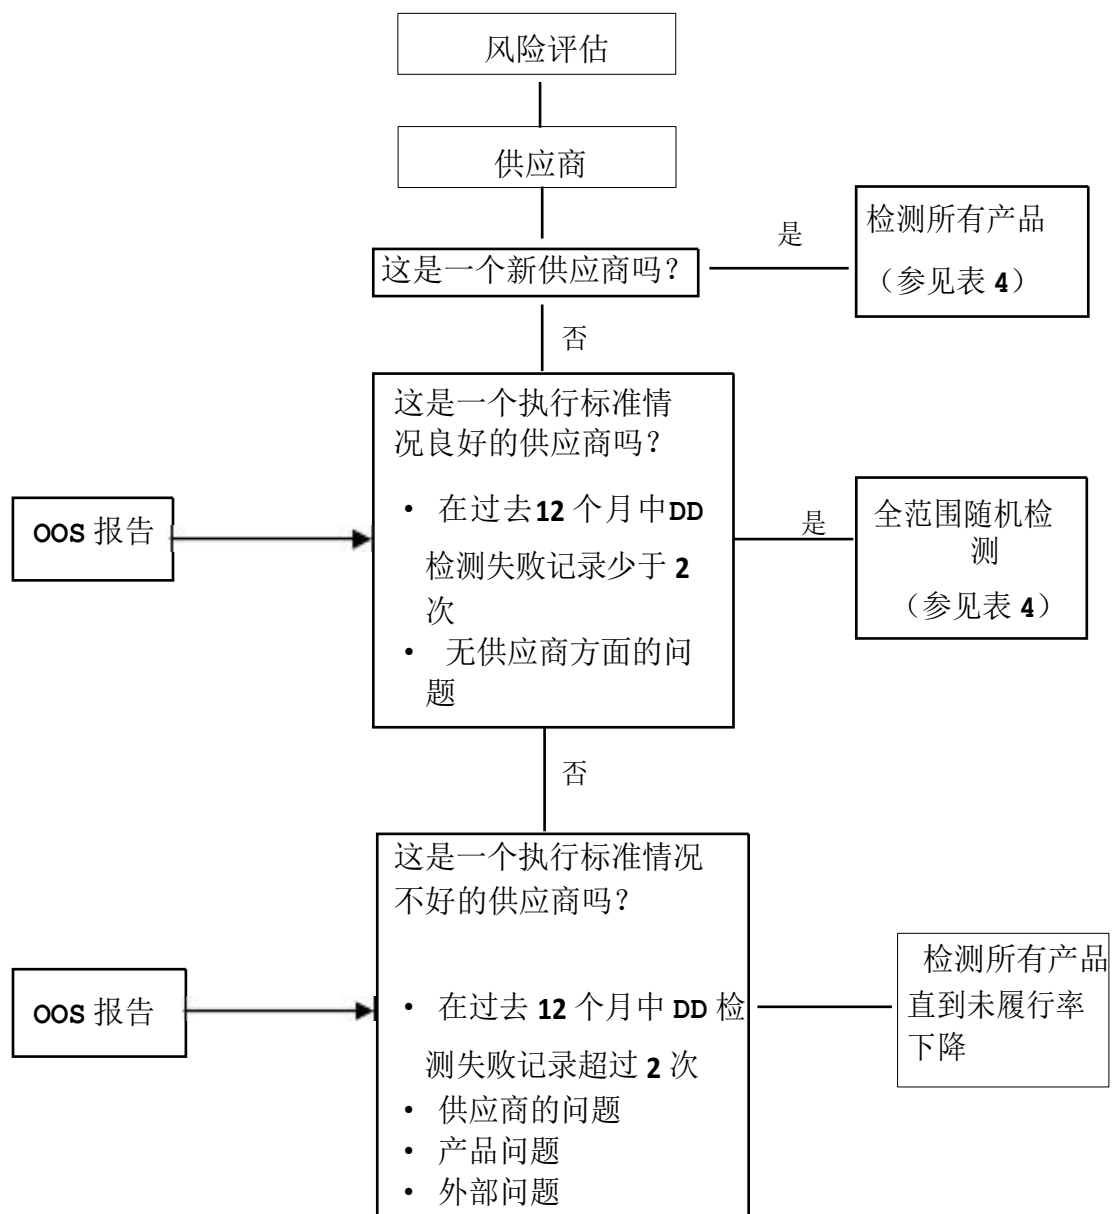 风险评估
供应商
这是一个新供应商吗？
是
检测所有产品
（参见表 4）
否
这是一个执行标准情
况良好的供应商吗？
• 在过去12 个月中DD
检测失败记录少于 2
次
• 无供应商方面的问
题
OOS 报告
是
全范围随机检
测
（参见表 4）
否
这是一个执行标准情况
不好的供应商吗？
• 在过去 12 个月中 DD 检
测失败记录超过 2 次
• 供应商的问题
• 产品问题
• 外部问题
OOS 报告
检测所有产品
直到未履行率
下降